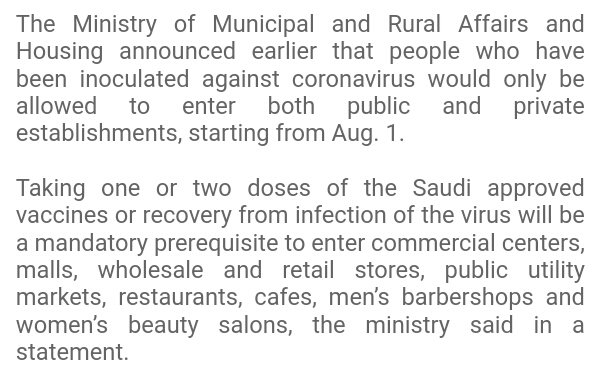 The Ministry of Municipal and Rural Affairs and
Housing announced earlier that people who have
been inoculated against coronavirus would only be
allowed to enter both public and private
establishments, starting from Aug. 1.
Taking one or two doses of the Saudi approved
vaccines or recovery from infection of the virus will be
a mandatory prerequisite to enter commercial centers,
malls, wholesale and retail stores, public utility
markets, restaurants, cafes, men’s barbershops and
women’s beauty salons, the ministry said in a
statement.